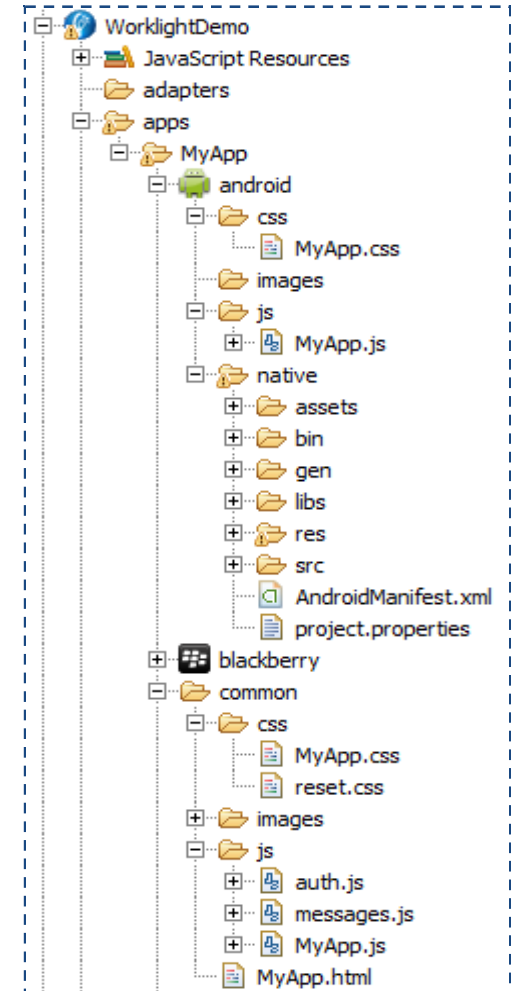 WorklightDemo
JavaScript Resources
adapters
apps
MyApp
android
css
MyApp.css
images
js
MyApp.js
native
assets
bin
gen
libs
res
src
AndroidManifest.xml
project.properties
blackberry
common
css
MyApp.css
reset.css
images
js
auth.js
messages.js
MyApp.js
MyApp.html